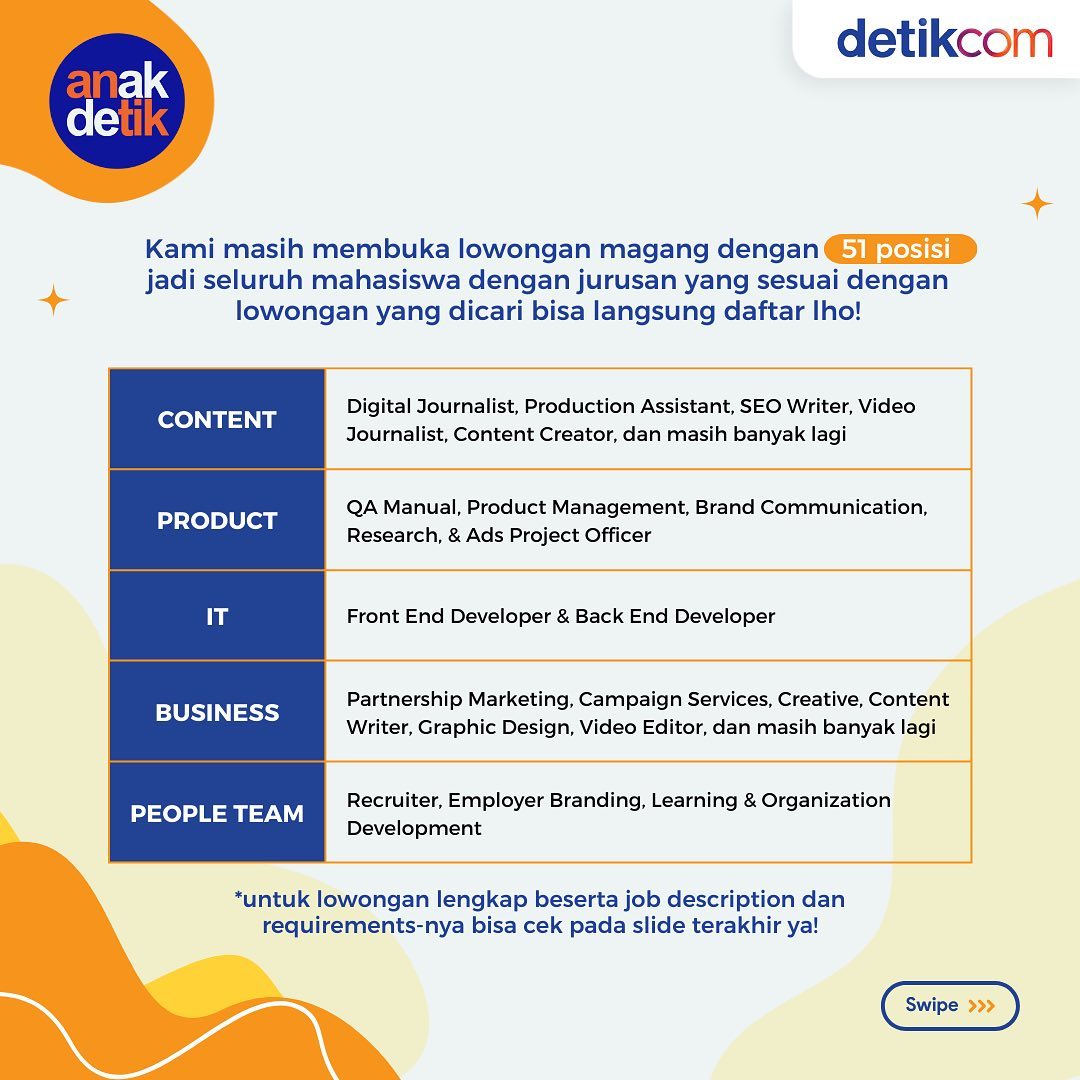 anak
detik
detikcom
Kami masih membuka lowongan magang dengan 51 posisi
jadi seluruh mahasiswa dengan jurusan yang sesuai dengan
lowongan yang dicari bisa langsung daftar lho!
CONTENT
Digital Journalist, Production Assistant, SEO Writer, Video
Journalist, Content Creator, dan masih banyak lagi
PRODUCT
QA Manual, Product Management, Brand Communication,
Research, & Ads Project Officer
IT
Front End Developer & Back End Developer
BUSINESS
Partnership Marketing, Campaign Services, Creative, Content
Writer, Graphic Design, Video Editor, dan masih banyak lagi
PEOPLE TEAM
Recruiter, Employer Branding, Learning & Organization
Development
*untuk lowongan lengkap beserta job description dan
requirements-nya bisa cek pada slide terakhir ya!
Swipe >>>